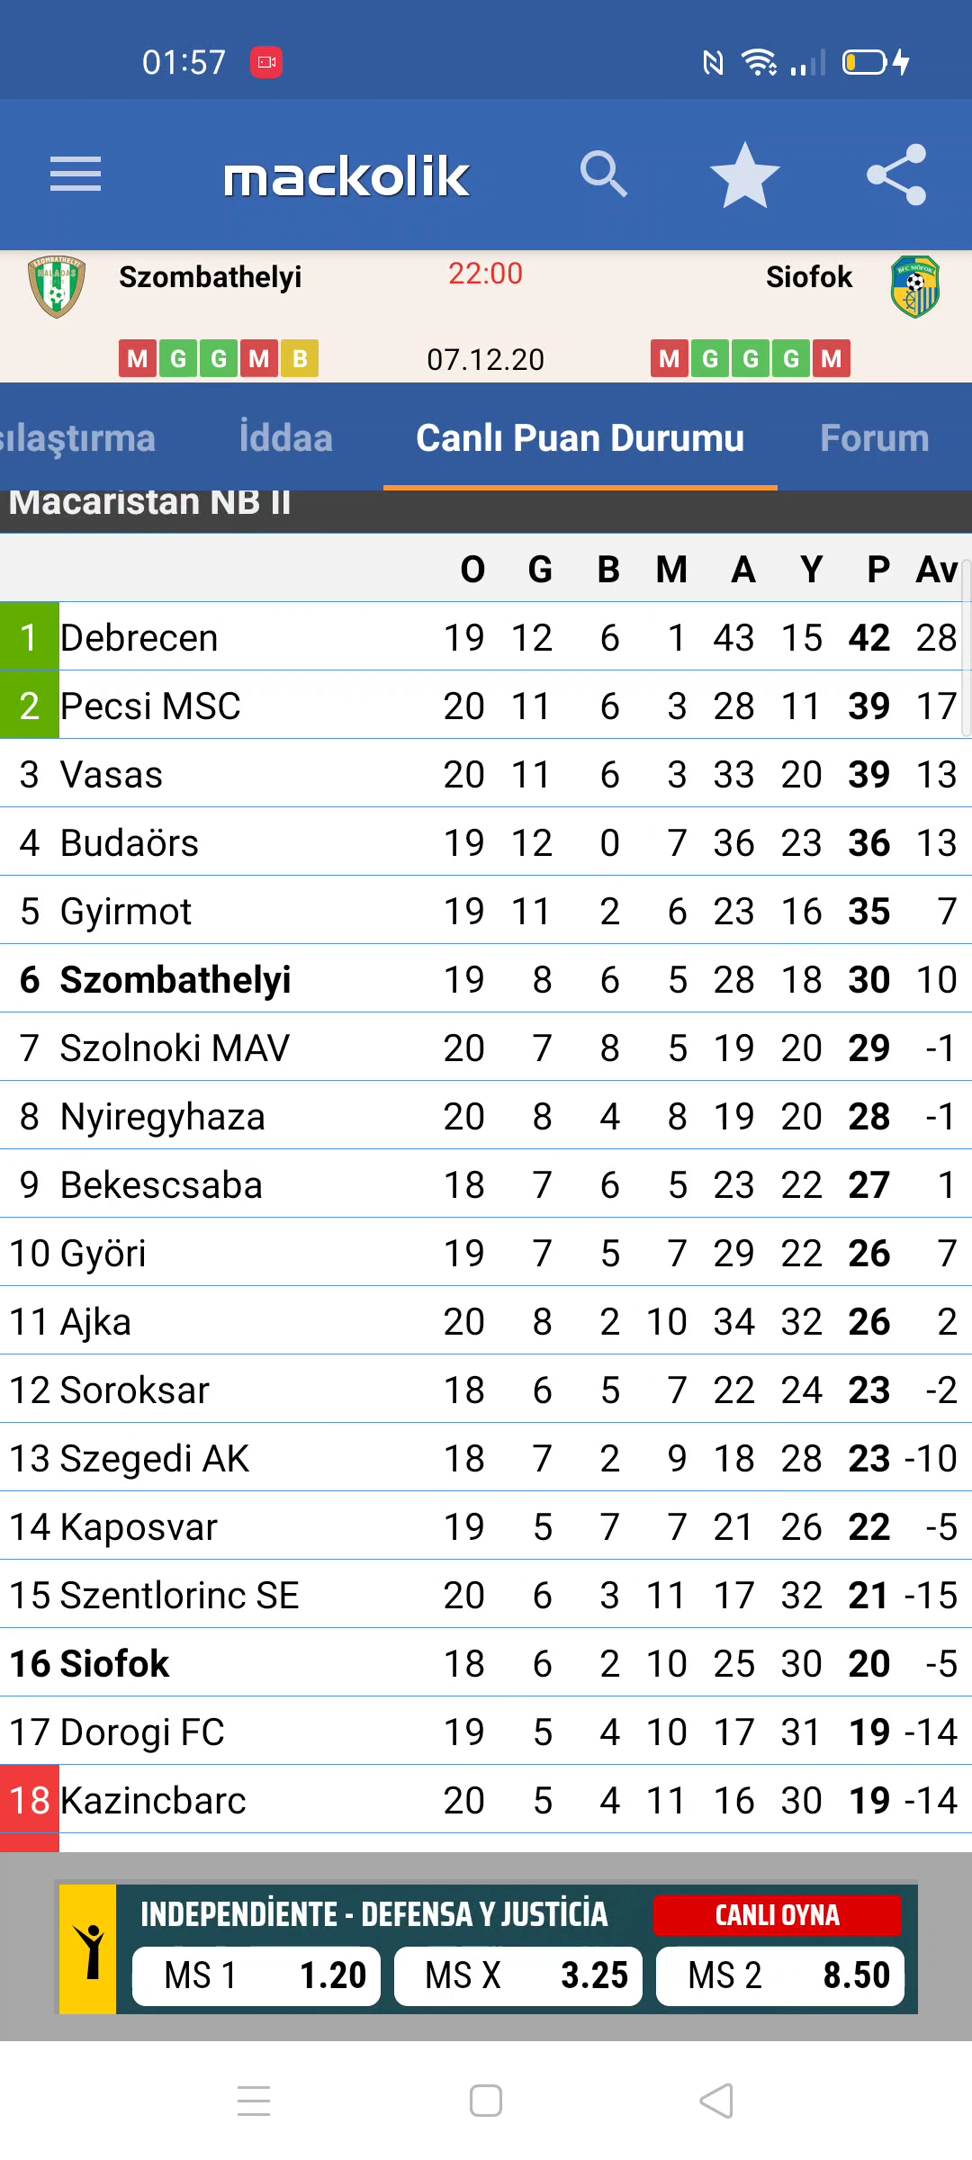 01:57
mackolik
Szombathelyi 22:00 Siofok
M G G M B 07.12.20 M G G G M
şılaştırma İddaa Canlı Puan Durumu Forum
Macaristan NB II
O G B M A Y P Av
1 Debrecen 19 12 6 1 43 15 42 28
2 Pecsi MSC 20 11 6 3 28 11 39 17
3 Vasas 20 11 6 3 33 20 39 13
4 Budaörs 19 12 0 7 36 23 36 13
5 Gyirmot 19 11 2 6 23 16 35 7
6 Szombathelyi 19 8 6 5 28 18 30 10
7 Szolnoki MAV 20 7 8 5 19 20 29 -1
8 Nyiregyhaza 20 8 4 8 19 20 28 -1
9 Bekescsaba 18 7 6 5 23 22 27 1
10 Györi 19 7 5 7 29 22 26 7
11 Ajka 20 8 2 10 34 32 26 2
12 Soroksar 18 6 5 7 22 24 23 -2
13 Szegedi AK 18 7 2 9 18 28 23 -10
14 Kaposvar 19 5 7 7 21 26 22 -5
15 Szentlorinc SE 20 6 3 11 17 32 21 -15
16 Siofok 18 6 2 10 25 30 20 -5
17 Dorogi FC 19 5 4 10 17 31 19 -14
18 Kazincbarc 20 5 4 11 16 30 19 -14
INDEPENDİENTE - DEFENSA Y JUSTİCİA CANLI OYNA
MS 1 1.20 MS X 3.25 MS 2 8.50